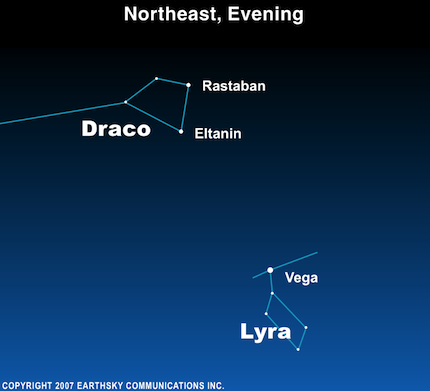 Northeast, Evening
Rastaban
Draco
Eltanin
Vega
Lyra
COPYRIGHT 2007 EARTHSKY COMMUNICATIONS INC.